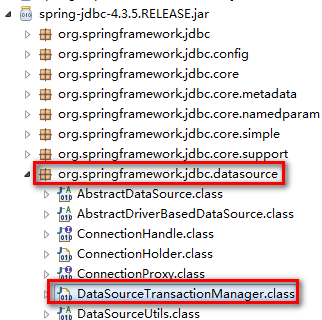 spring-jdbc-4.3.5.RELEASE.jar
org.springframework.jdbc
org.springframework.jdbc.config
org.springframework.jdbc.core
org.springframework.jdbc.core.metadata
org.springframework.jdbc.core.namedparam
org.springframework.jdbc.core.simple
org.springframework.jdbc.core.support
org.springframework.jdbc.datasource
AbstractDataSource.class
AbstractDriverBasedDataSource.class
ConnectionHandle.class
ConnectionHolder.class
ConnectionProxy.class
DataSourceTransactionManager.class
DataSourceUtils.class